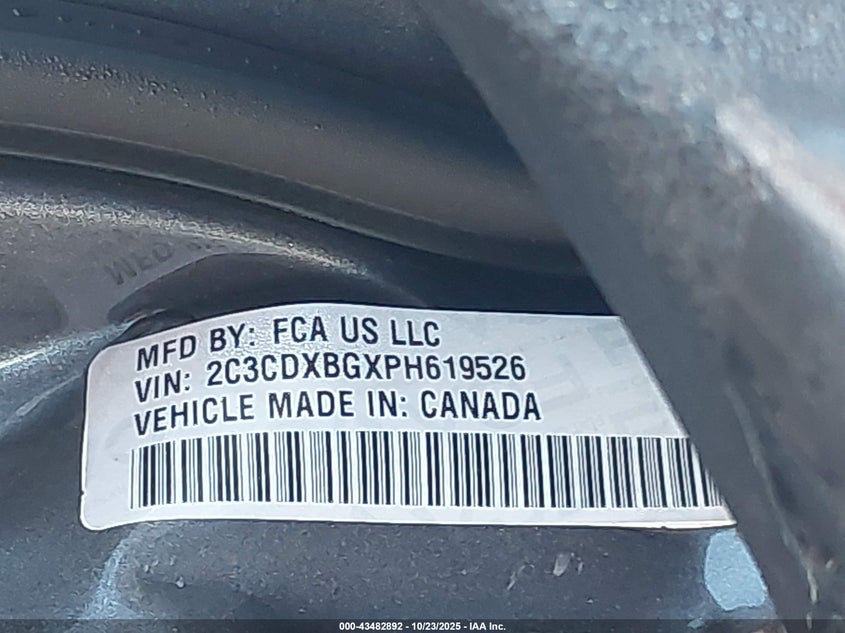 MFD BY: FCA US LLC
VIN: 2C3CDXBGXPH619526
VEHICLE MADE IN: CANADA
000-43482892 - 10/23/2025 - IAA Inc.